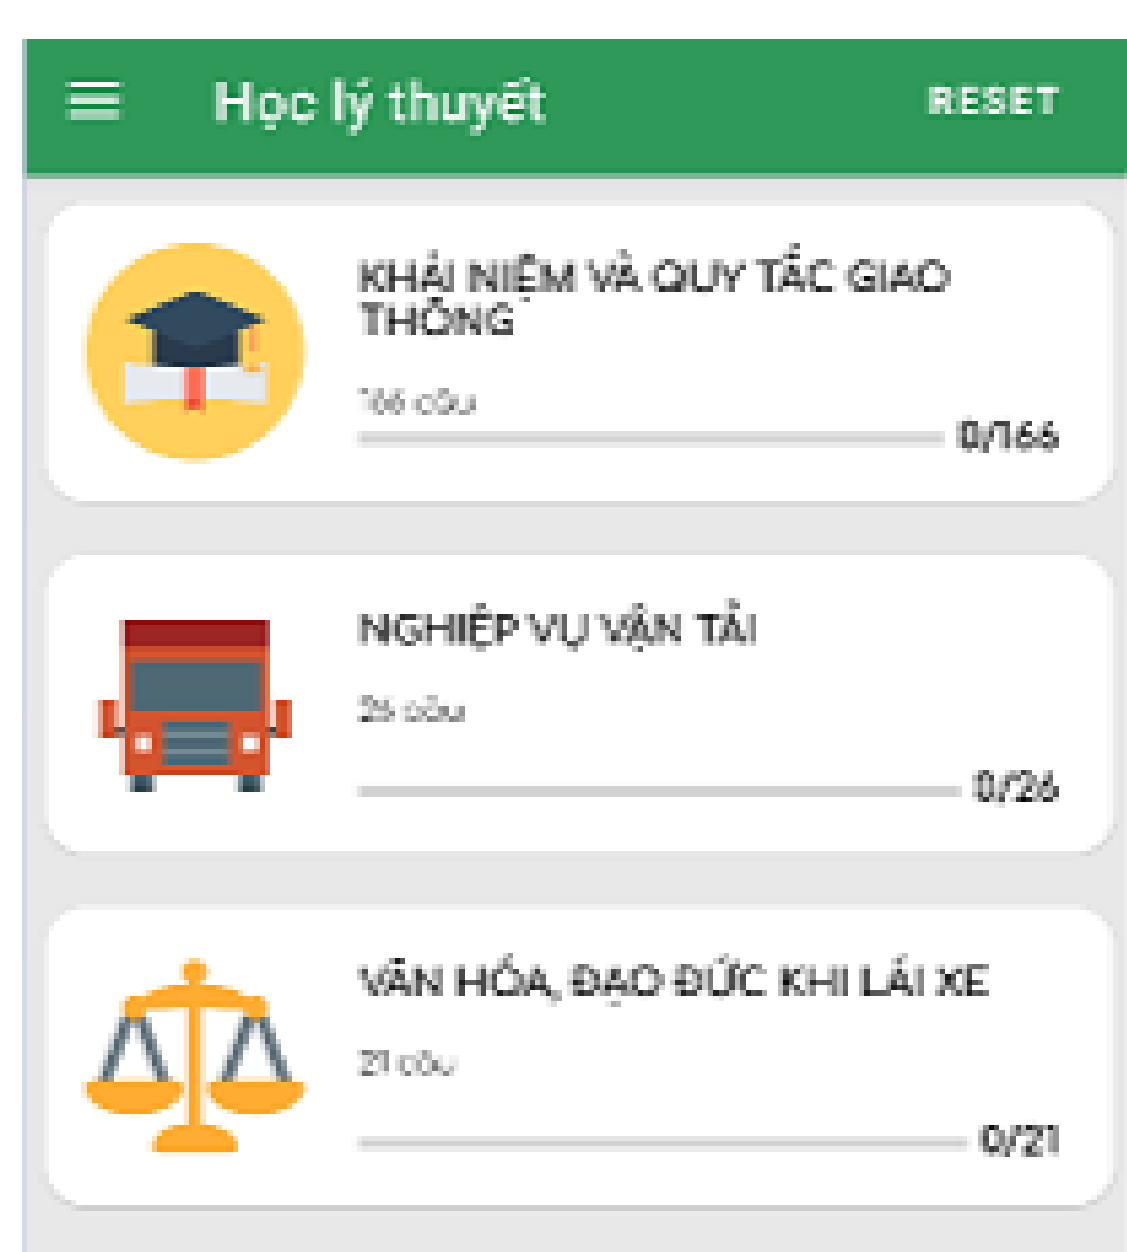 Học lý thuyết RESET
KHÁI NIỆM VÀ QUY TẮC GIAO
THÔNG
166 câu
0/166
NGHIỆP VỤ VẬN TẢI
26 câu
0/26
VĂN HÓA, ĐẠO ĐỨC KHI LÁI XE
21 câu
0/21